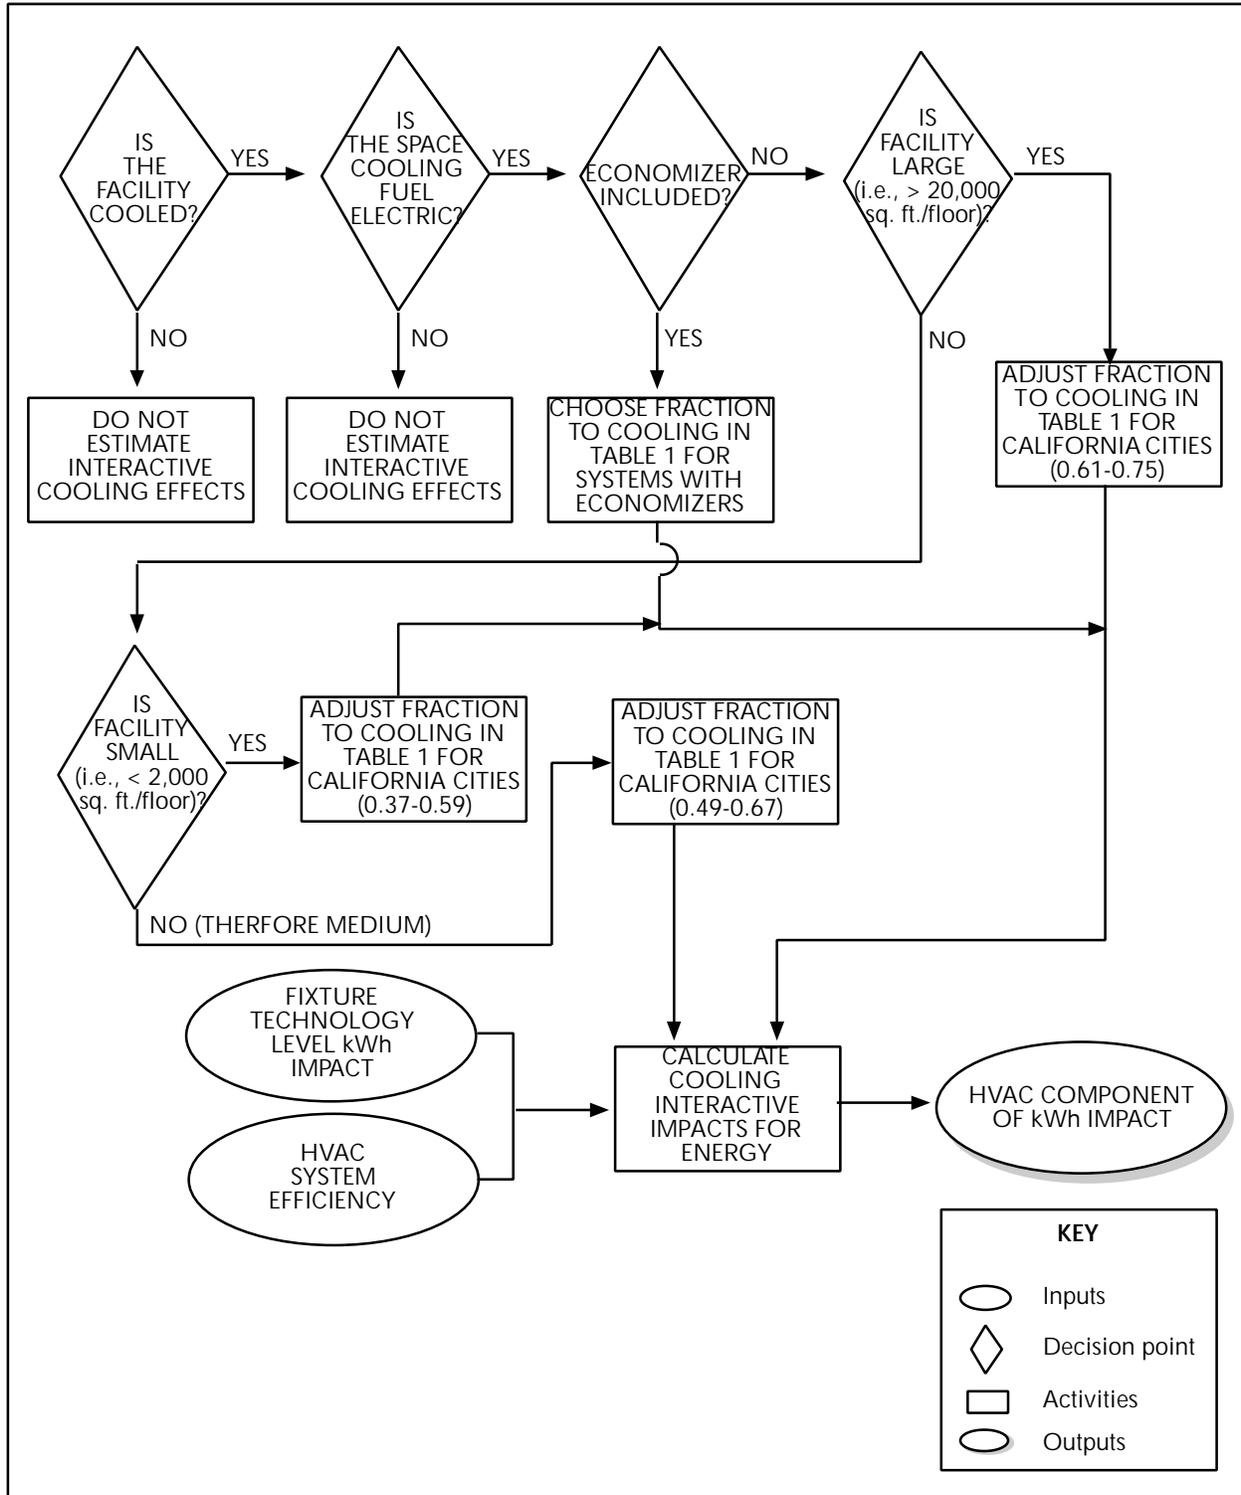 IS
THE
FACILITY
COOLED?
YES
NO
IS
THE SPACE
COOLING
FUEL
ELECTRIC?
YES
NO
ECONOMIZER
INCLUDED?
NO
YES
IS
FACILITY
LARGE
(i.e., > 20,000
sq. ft./floor)?
YES
NO
DO NOT
ESTIMATE
INTERACTIVE
COOLING EFFECTS
DO NOT
ESTIMATE
INTERACTIVE
COOLING EFFECTS
CHOOSE FRACTION
TO COOLING IN
TABLE 1 FOR
SYSTEMS WITH
ECONOMIZERS
ADJUST FRACTION
TO COOLING IN
TABLE 1 FOR
CALIFORNIA CITIES
(0.61-0.75)
IS
FACILITY
SMALL
(i.e., < 2,000
sq. ft./floor)?
YES
NO (THERFORE MEDIUM)
ADJUST FRACTION
TO COOLING IN
TABLE 1 FOR
CALIFORNIA CITIES
(0.37-0.59)
ADJUST FRACTION
TO COOLING IN
TABLE 1 FOR
CALIFORNIA CITIES
(0.49-0.67)
FIXTURE
TECHNOLOGY
LEVEL kWh
IMPACT
HVAC
SYSTEM
EFFICIENCY
CALCULATE
COOLING
INTERACTIVE
IMPACTS FOR
ENERGY
HVAC COMPONENT
OF kWh IMPACT
KEY
Inputs
Decision point
Activities
Outputs